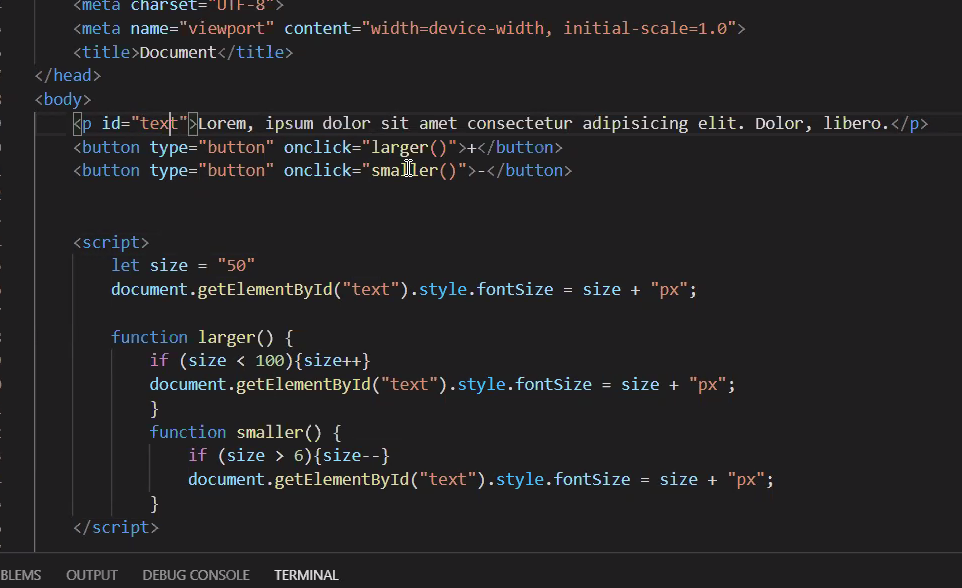 <meta charset="UTF-8">
<meta name="viewport" content="width=device-width, initial-scale=1.0">
<title>Document</title>
</head>
<body>
<p id="text">Lorem, ipsum dolor sit amet consectetur adipisicing elit. Dolor, libero.</p>
<button type="button" onclick="larger()">+</button>
<button type="button" onclick="smaller()">-</button>
<script>
let size = "50"
document.getElementById("text").style.fontSize = size + "px";
function larger() {
if (size < 100){size++}
document.getElementById("text").style.fontSize = size + "px";
}
function smaller() {
if (size > 6){size--}
document.getElementById("text").style.fontSize = size + "px";
}
</script>
BLEMS OUTPUT DEBUG CONSOLE TERMINAL